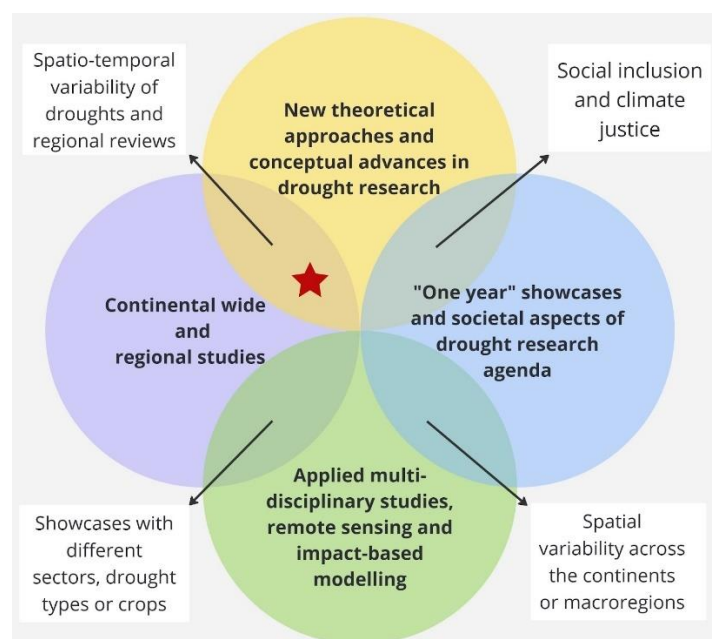 Spatio-temporal
variability of
droughts and
regional reviews
New theoretical
approaches and
conceptual advances in
drought research
Social inclusion
and climate
justice
Continental wide
and
regional studies
"One year" showcases
and societal aspects of
drought research
agenda
Applied multi-
disciplinary studies,
remote sensing and
impact-based
modelling
Showcases with
different
sectors, drought
types or crops
Spatial
variability across
the continents
or macroregions